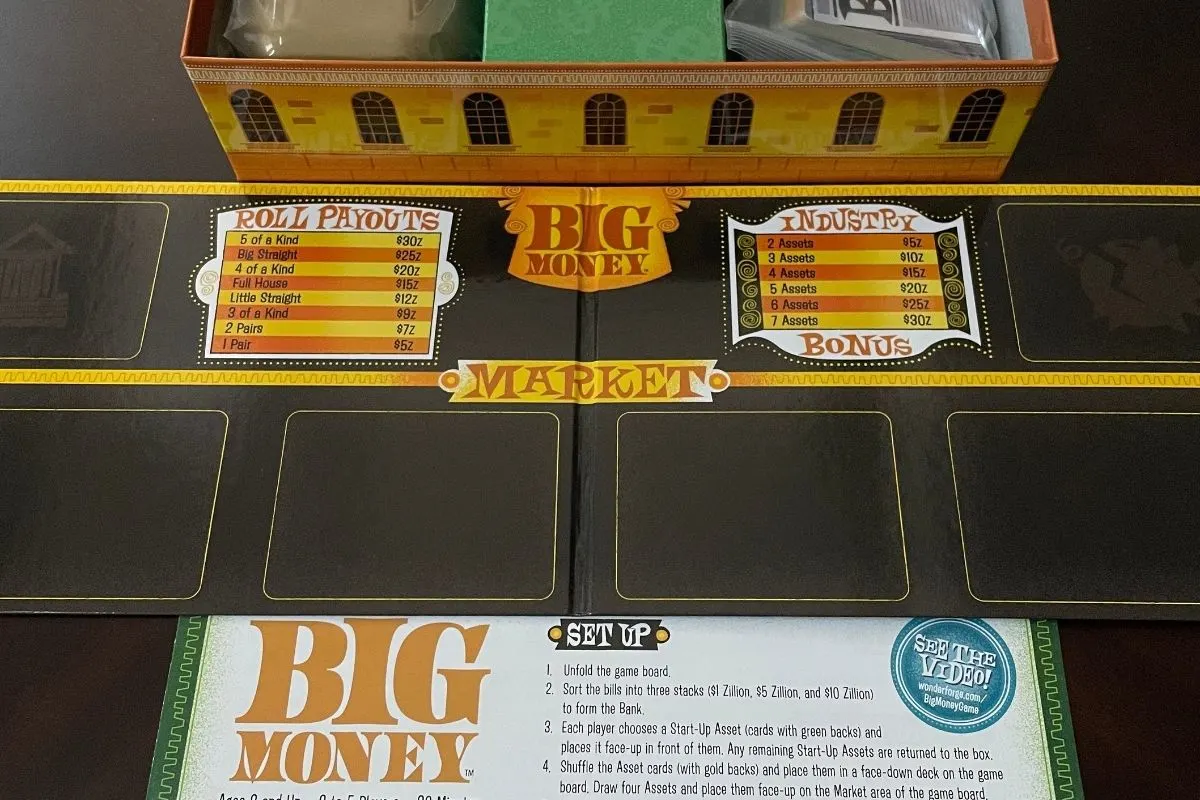 B
BIG
MONEY
ROLL PAYOUTS
5 of a Kind $30z
Big Straight $25z
4 of a Kind $20z
Full House $15z
Little Straight $12z
3 of a Kind $9z
2 Pairs $7z
1 Pair $5z
INDUSTRY
2 Assets $5z
3 Assets $10z
4 Assets $15z
5 Assets $20z
6 Assets $25z
7 Assets $30z
BONUS
MARKET
BIG
MONEY™
SET UP
1. Unfold the game board.
2. Sort the bills into three stacks ($1 Zillion, $5 Zillion, and $10 Zillion)
to form the Bank.
3. Each player chooses a Start-Up Asset (cards with green backs) and
places it face-up in front of them. Any remaining Start-Up Assets are returned to the box.
4. Shuffle the Asset cards (with gold backs) and place them in a face-down deck on the game
board. Draw four Assets and place them face-up on the Market area of the game board.
SEE THE
VIDEO!
wonderforge.com/
BigMoneyGame